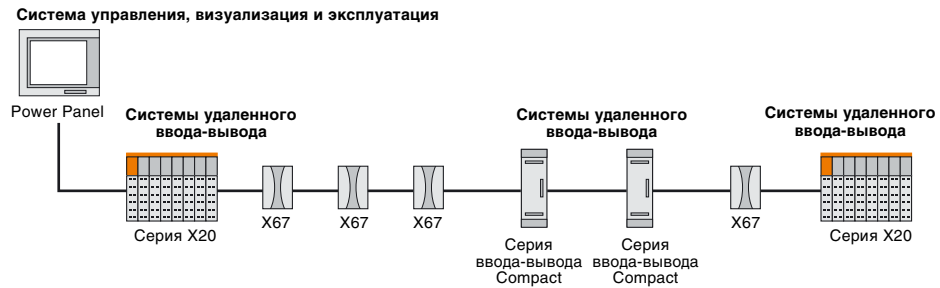 Система управления, визуализация и эксплуатация
Power Panel
Системы удаленного
ввода-вывода
Системы удаленного
ввода-вывода
Системы удаленного
ввода-вывода
Серия X20
X67
X67
X67
Серия
ввода-вывода
Compact
Серия
ввода-вывода
Compact
X67
Серия X20